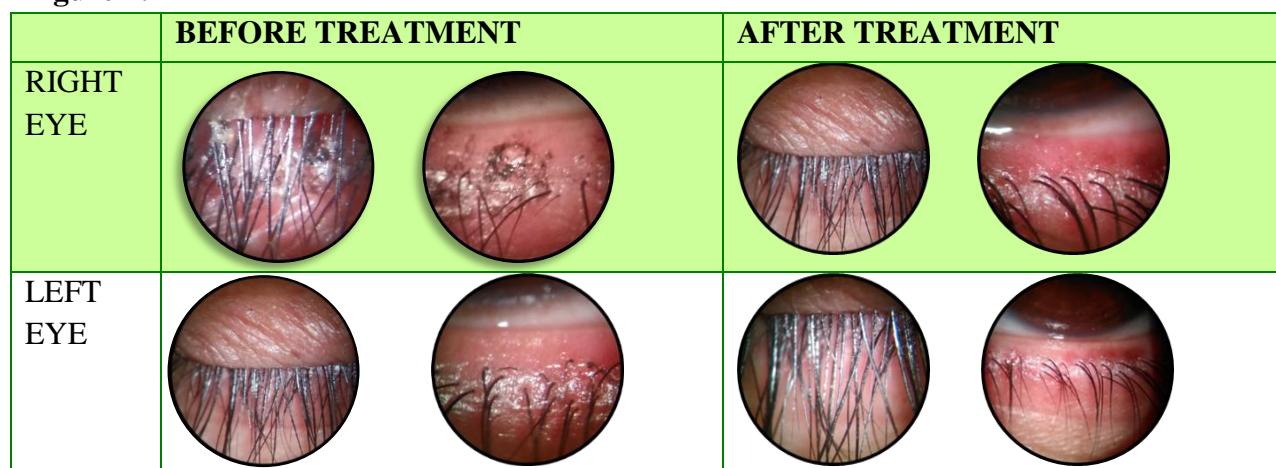 BEFORE TREATMENT
AFTER TREATMENT
RIGHT
EYE
LEFT
EYE